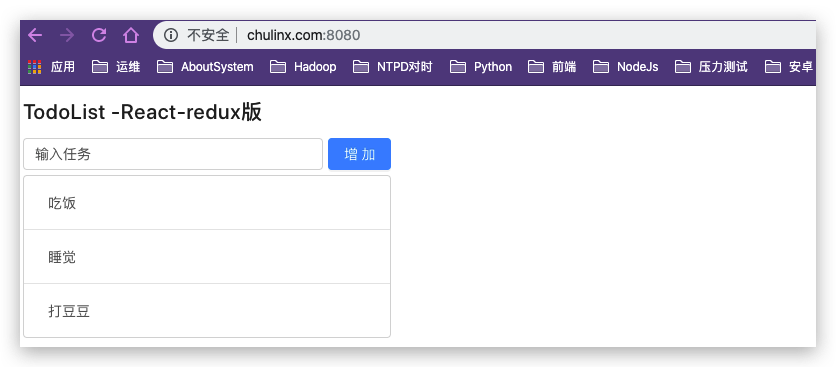 不安全 chulinx.com:8080
应用 运维 AboutSystem Hadoop NTPD对时 Python 前端 NodeJs 压力测试 安卓
TodoList -React-redux版
输入任务 增 加
吃饭
睡觉
打豆豆